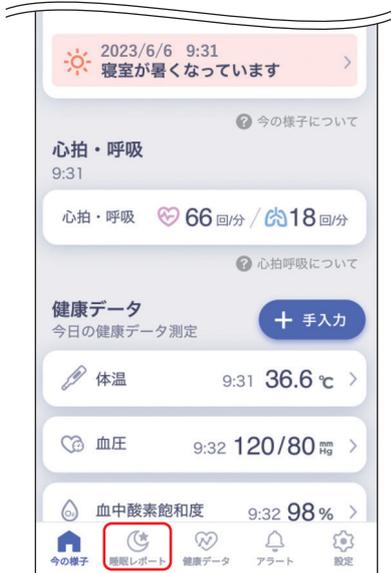 2023/6/6 9:31
寝室が暑くなっています
? 今の様子について
心拍・呼吸
9:31
心拍・呼吸 66 回/分 / 18 回/分
? 心拍呼吸について
健康データ
今日の健康データ測定
+ 手入力
体温 9:31 36.6 ℃
血圧 9:32 120/80 mmHg
O₂ 血中酸素飽和度 9:32 98 %
今の様子 睡眠レポート 健康データ アラート 設定